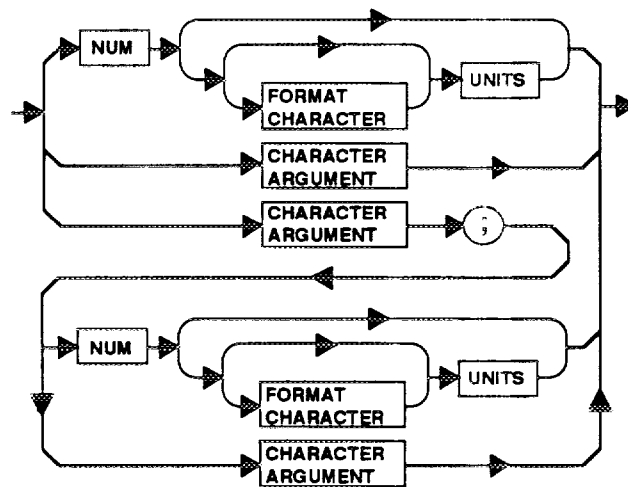 NUM
FORMAT
CHARACTER
UNITS
CHARACTER
ARGUMENT
CHARACTER
ARGUMENT
;
NUM
FORMAT
CHARACTER
UNITS
CHARACTER
ARGUMENT